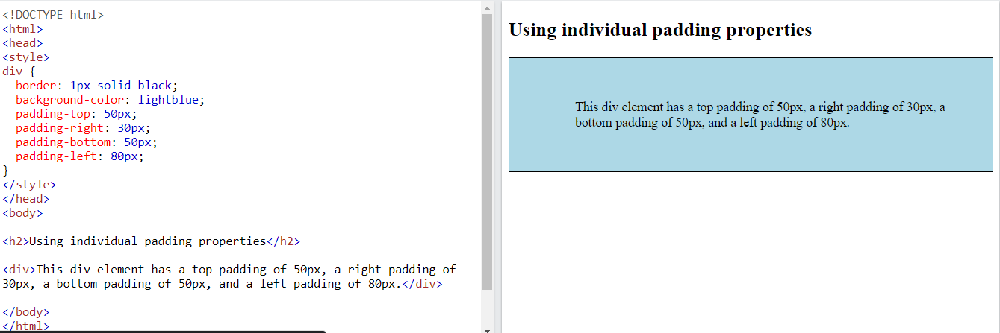 <!DOCTYPE html>
<html>
<head>
<style>
div {
  border: 1px solid black;
  background-color: lightblue;
  padding-top: 50px;
  padding-right: 30px;
  padding-bottom: 50px;
  padding-left: 80px;
}
</style>
</head>
<body>

<h2>Using individual padding properties</h2>

<div>This div element has a top padding of 50px, a right padding of
30px, a bottom padding of 50px, and a left padding of 80px.</div>

</body>
</html>
Using individual padding properties
This div element has a top padding of 50px, a right padding of 30px, a
bottom padding of 50px, and a left padding of 80px.